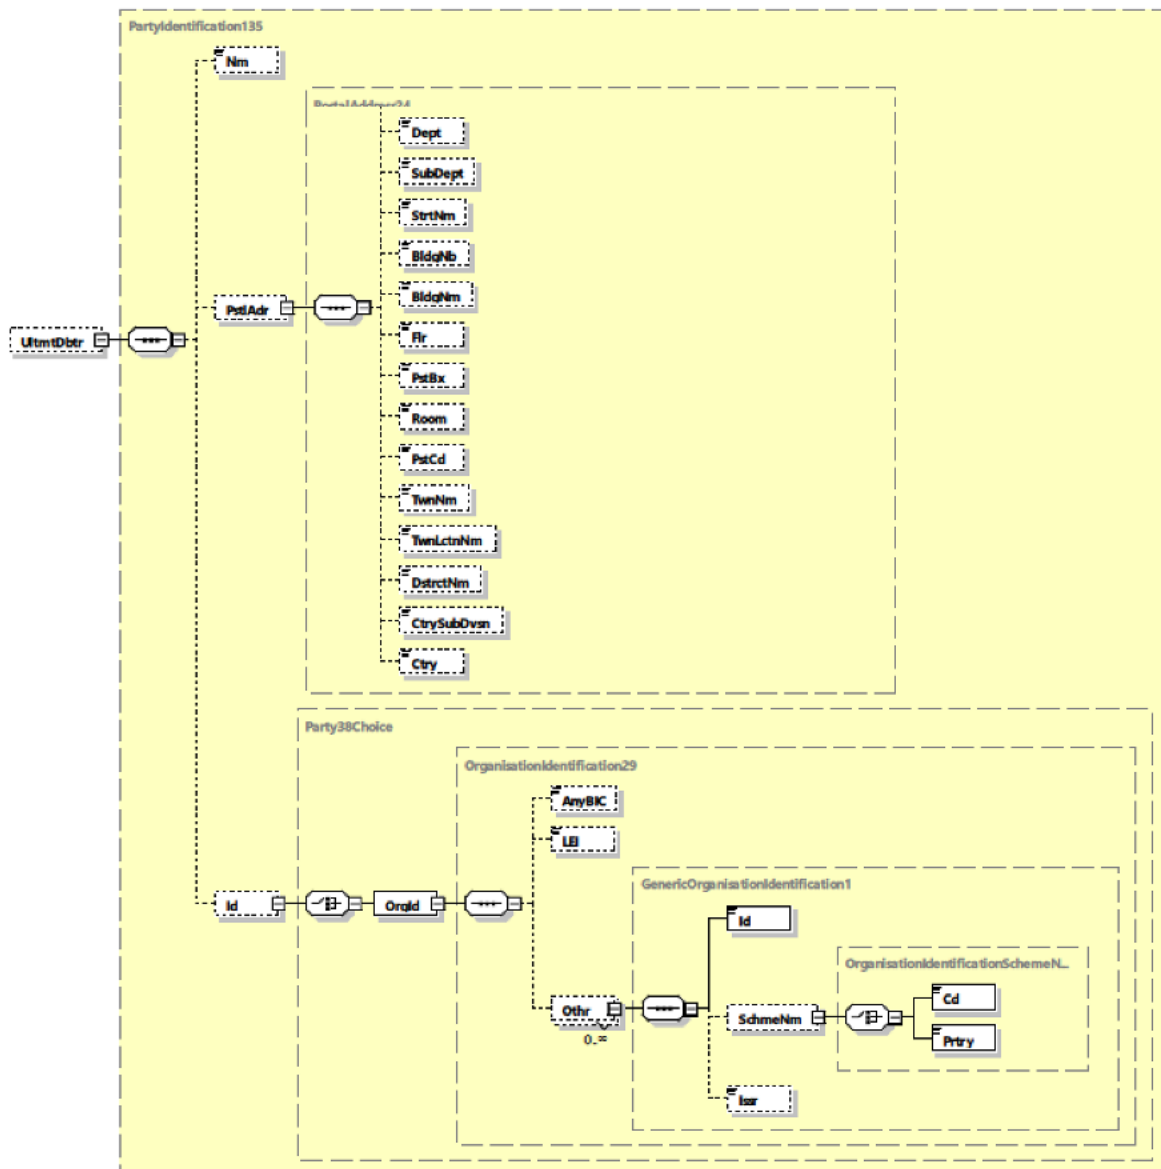 PartyIdentification135
Nm
Dept
SubDept
StrtNm
BldgNb
BldgNm
PstlAdr
Flr
UltmtDbtr
PstBx
Room
PstCd
TwnNm
TwnLctnNm
DstrctNm
CtrySubDvsn
Ctry
Party38Choice
OrganisationIdentification29
AnyBIC
LEI
GenericOrganisationIdentification1
Id
OrgId
Id
OrganisationIdentificationSchemeN...
Cd
Othr
SchmeNm
0..∞
Prtry
Issr